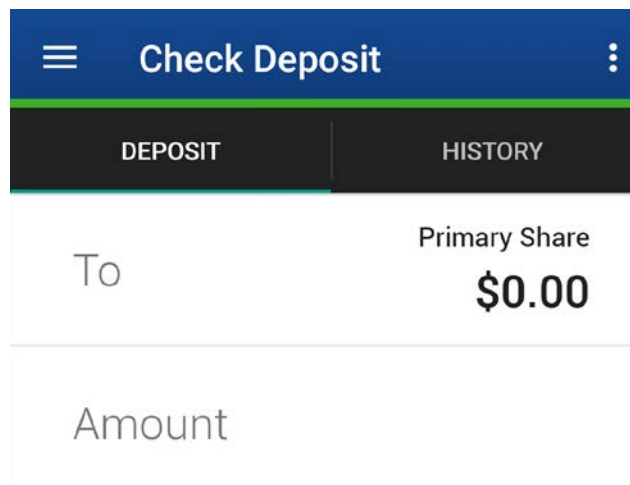 Check Deposit
DEPOSIT
HISTORY
Primary Share
To
$0.00
Amount